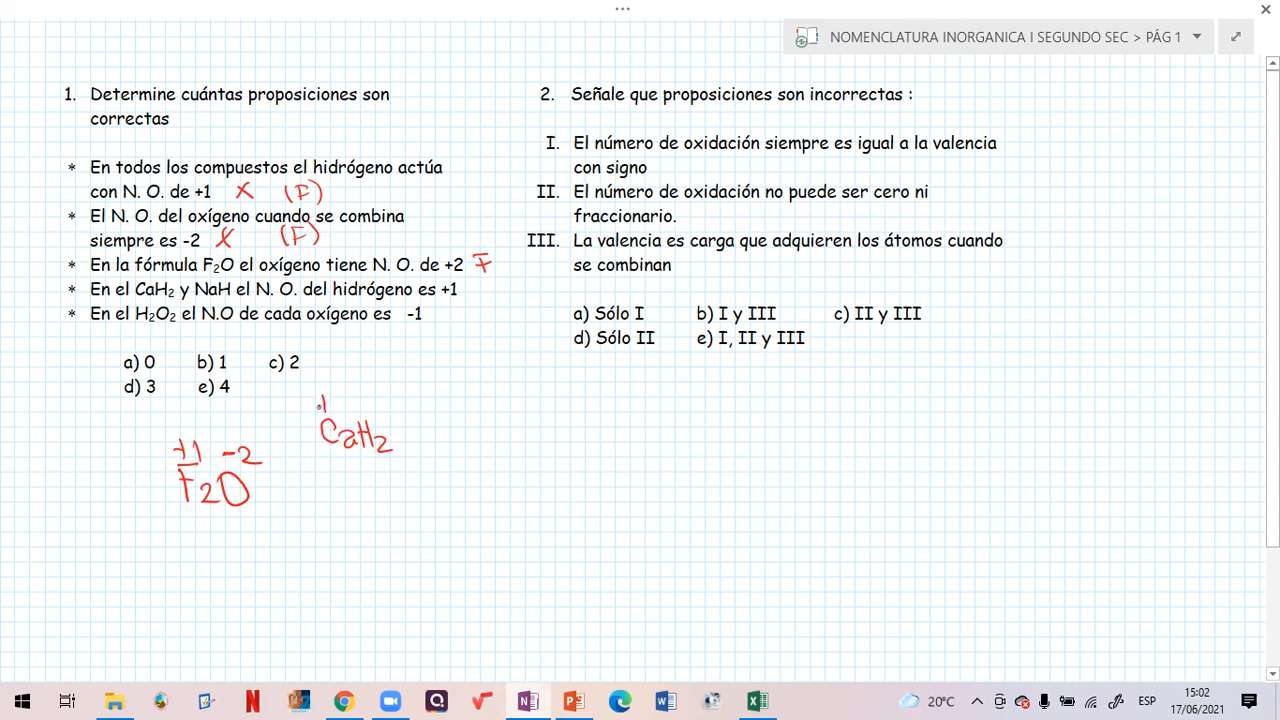 NOMENCLATURA INORGANICA I SEGUNDO SEC > PÁG 1
1. Determine cuántas proposiciones son
correctas
* En todos los compuestos el hidrógeno actúa
con N. O. de +1 X (F)
* El N. O. del oxígeno cuando se combina
siempre es -2 X (F)
* En la fórmula F₂O el oxígeno tiene N. O. de +2 F
* En el CaH₂ y NaH el N. O. del hidrógeno es +1
* En el H₂O₂ el N.O de cada oxígeno es -1
a) 0 b) 1 c) 2
d) 3 e) 4
+1 -2
F2O
CaH2
2. Señale que proposiciones son incorrectas :
I. El número de oxidación siempre es igual a la valencia
con signo
II. El número de oxidación no puede ser cero ni
fraccionario.
III. La valencia es carga que adquieren los átomos cuando
se combinan
a) Sólo I b) I y III c) II y III
d) Sólo II e) I, II y III
20°C
ESP
15:02
17/06/2021